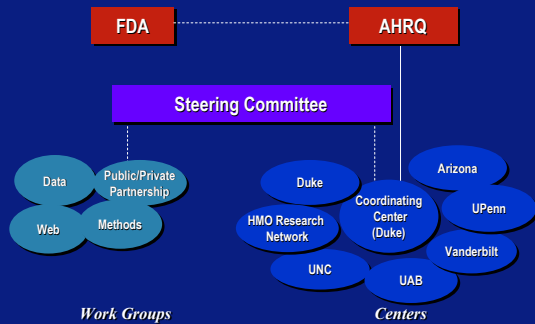 FDA
AHRQ
Steering Committee
Data
Public/Private
Partnership
Web
Methods
Duke
HMO Research
Network
UNC
Coordinating
Center
(Duke)
Arizona
UPenn
Vanderbilt
UAB
Work Groups
Centers